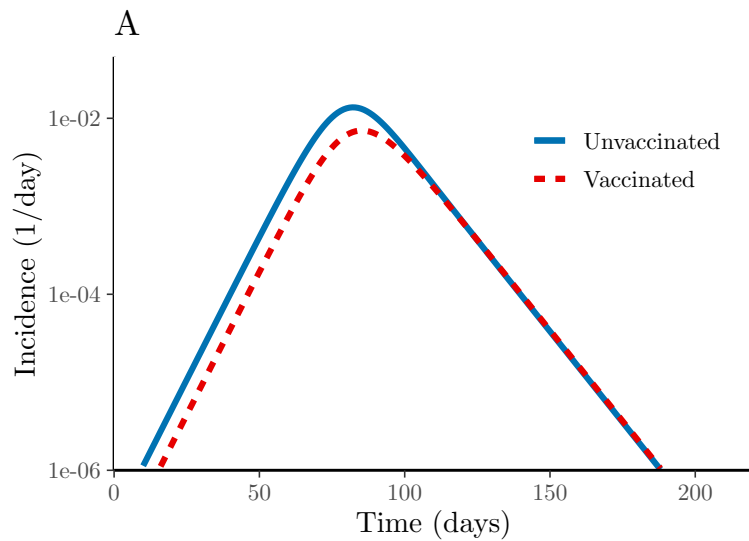 A
Incidence (1/day)
1e-02
1e-04
1e-06
Unvaccinated
Vaccinated
0 50 100 150 200
Time (days)